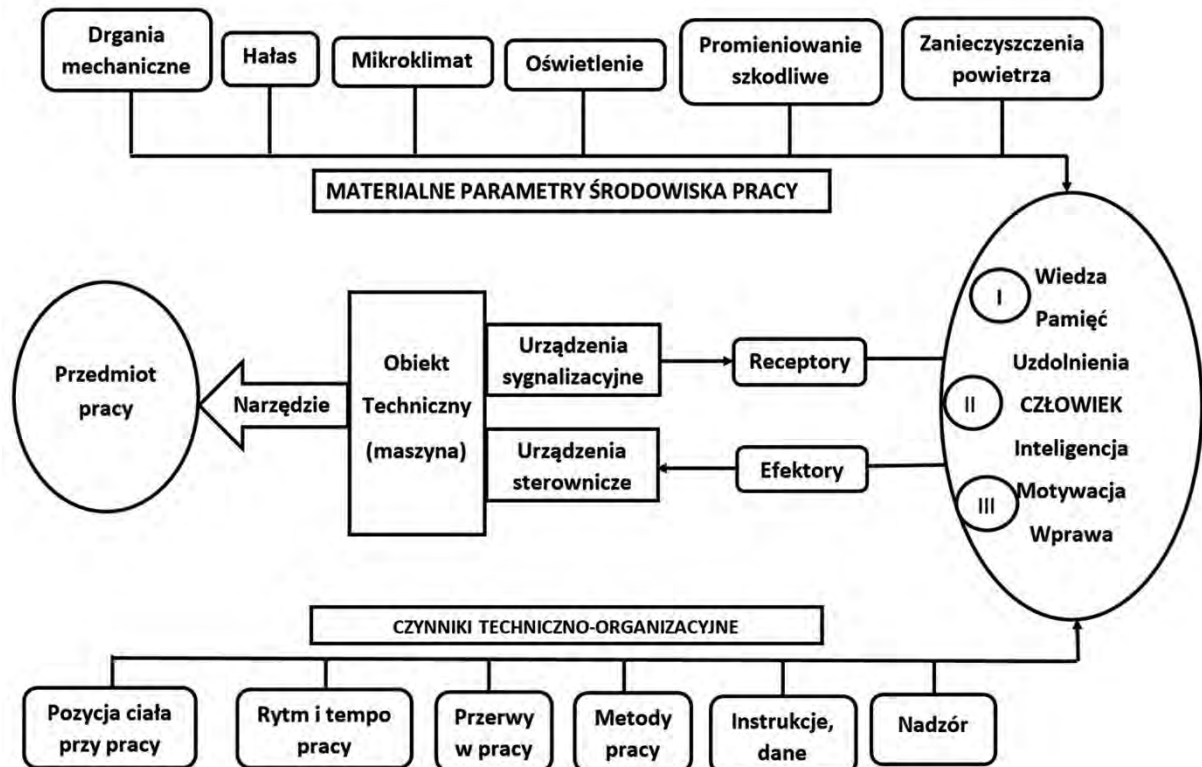 Drgania
mechaniczne
Hałas
Mikroklimat
Oświetlenie
Promieniowanie
szkodliwe
Zanieczyszczenia
powietrza
MATERIALNE PARAMETRY ŚRODOWISKA PRACY
Przedmiot
pracy
Narzędzie
Obiekt
Techniczny
(maszyna)
Urządzenia
sygnalizacyjne
Urządzenia
sterownicze
Receptory
Efektory
I
Wiedza
Pamięć
Uzdolnienia
II
CZŁOWIEK
Inteligencja
III
Motywacja
Wprawa
CZYNNIKI TECHNICZNO-ORGANIZACYJNE
Pozycja ciała
przy pracy
Rytm i tempo
pracy
Przerwy
w pracy
Metody
pracy
Instrukcje,
dane
Nadzór